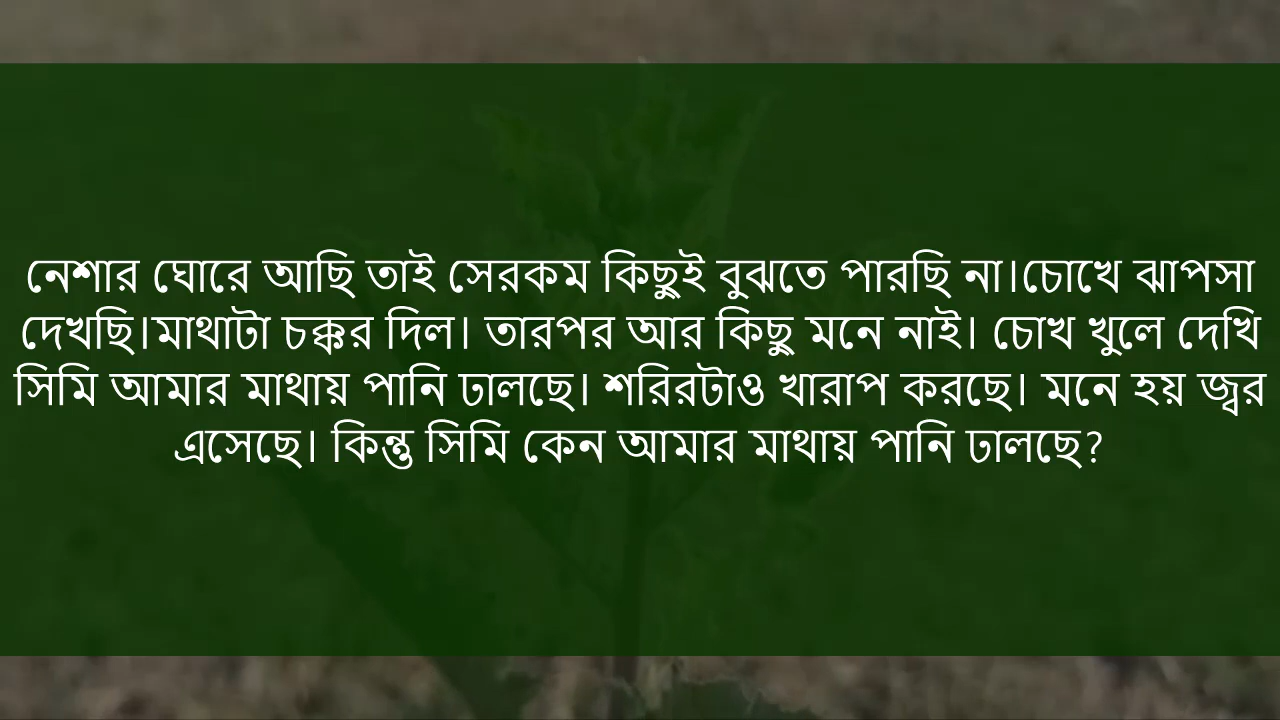 নেশার ঘোরে আছি তাই সেরকম কিছুই বুঝতে পারছি না।চোখে ঝাপসা
দেখছি।মাথাটা চক্কর দিল। তারপর আর কিছু মনে নাই। চোখ খুলে দেখি
সিমি আমার মাথায় পানি ঢালছে। শরিরটাও খারাপ করছে। মনে হয় জ্বর
এসেছে। কিন্তু সিমি কেন আমার মাথায় পানি ঢালছে?